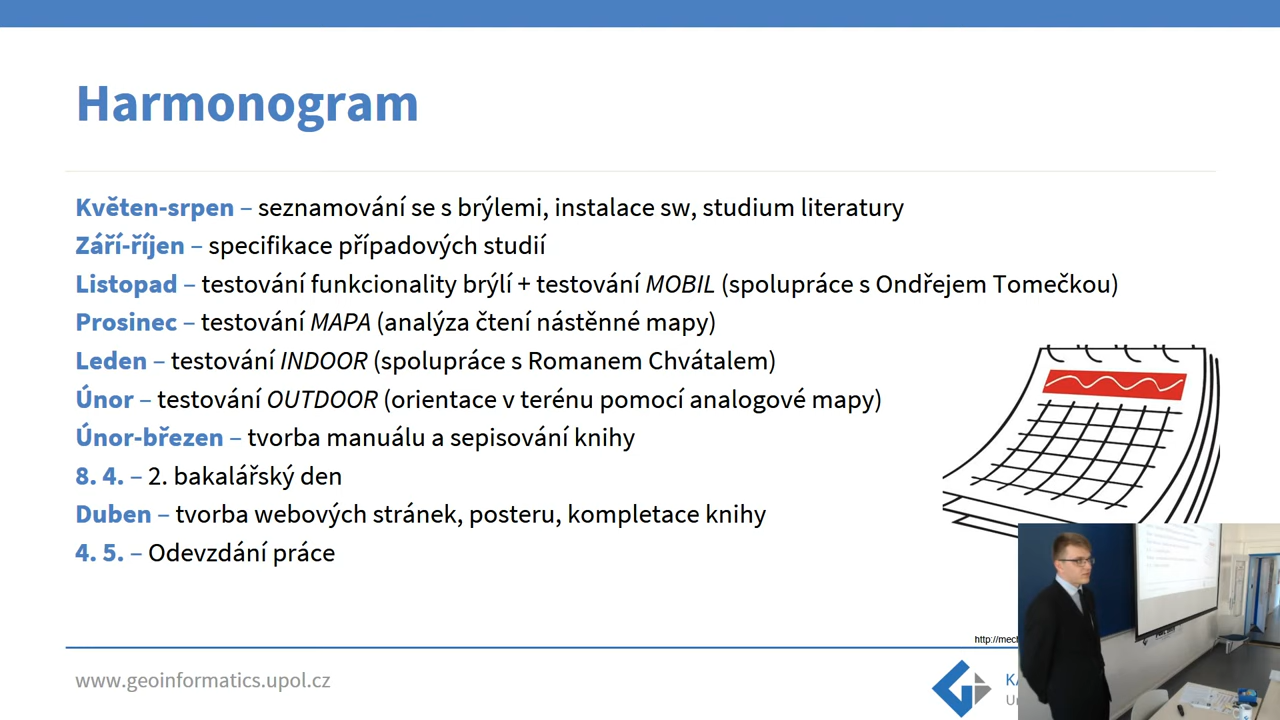 Harmonogram
Květen-srpen – seznamování se s brýlemi, instalace sw, studium literatury
Září-říjen – specifikace případových studií
Listopad – testování funkcionality brýlí + testování MOBIL (spolupráce s Ondřejem Tomečkou)
Prosinec – testování MAPA (analýza čtení nástěnné mapy)
Leden – testování INDOOR (spolupráce s Romanem Chvátalem)
Únor – testování OUTDOOR (orientace v terénu pomocí analogové mapy)
Únor-březen – tvorba manuálu a sepisování knihy
8. 4. – 2. bakalářský den
Duben – tvorba webových stránek, posteru, kompletace knihy
4. 5. – Odevzdání práce
www.geoinformatics.upol.cz